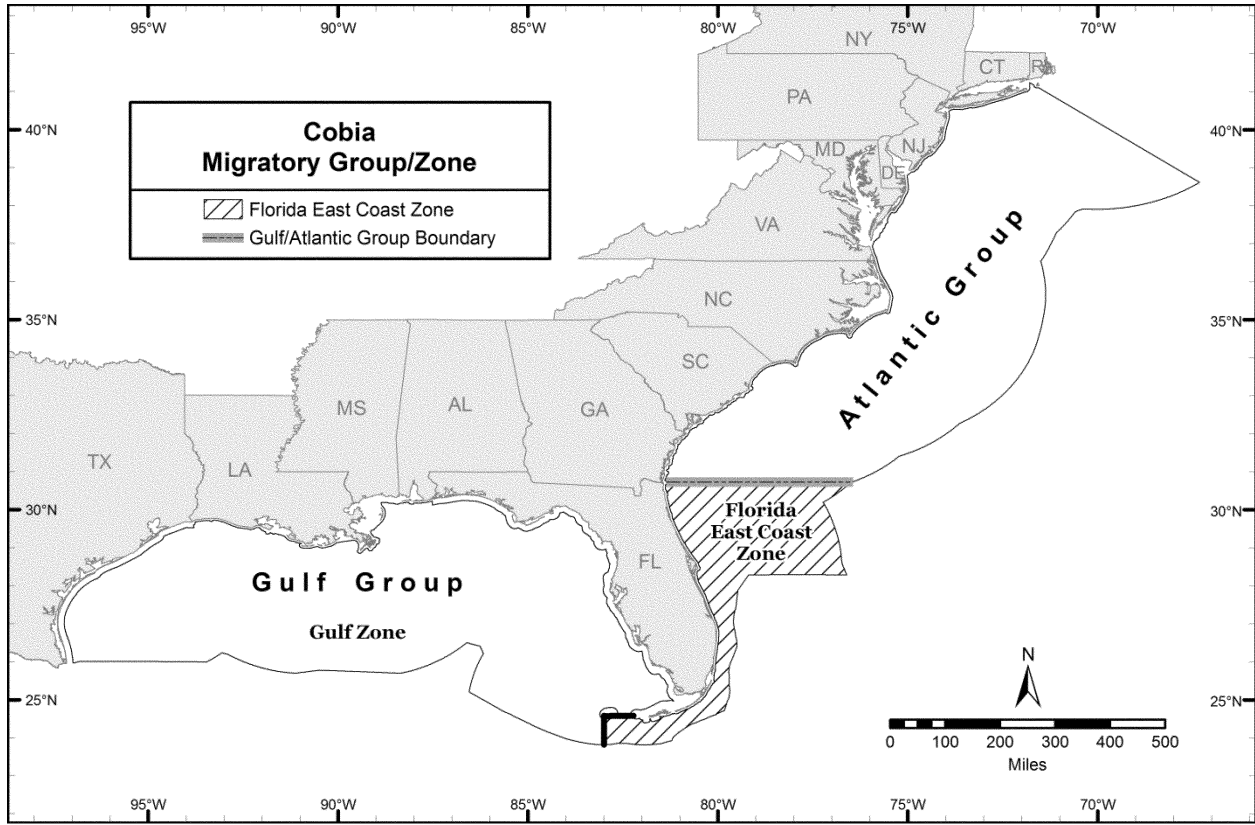 95°W 90°W 85°W 80°W 75°W 70°W
NY
CT
PA
40°N 40°N
Cobia
Migratory Group/Zone
MD
NJ
DE
Florida East Coast Zone
Gulf/Atlantic Group Boundary
VA
Atlantic Group
NC
35°N 35°N
SC
MS
AL
GA
TX
LA
30°N 30°N
Florida
East Coast
Zone
FL
Gulf Group
Gulf Zone
N
25°N 25°N
0 100 200 300 400 500
Miles
95°W 90°W 85°W 80°W 75°W 70°W